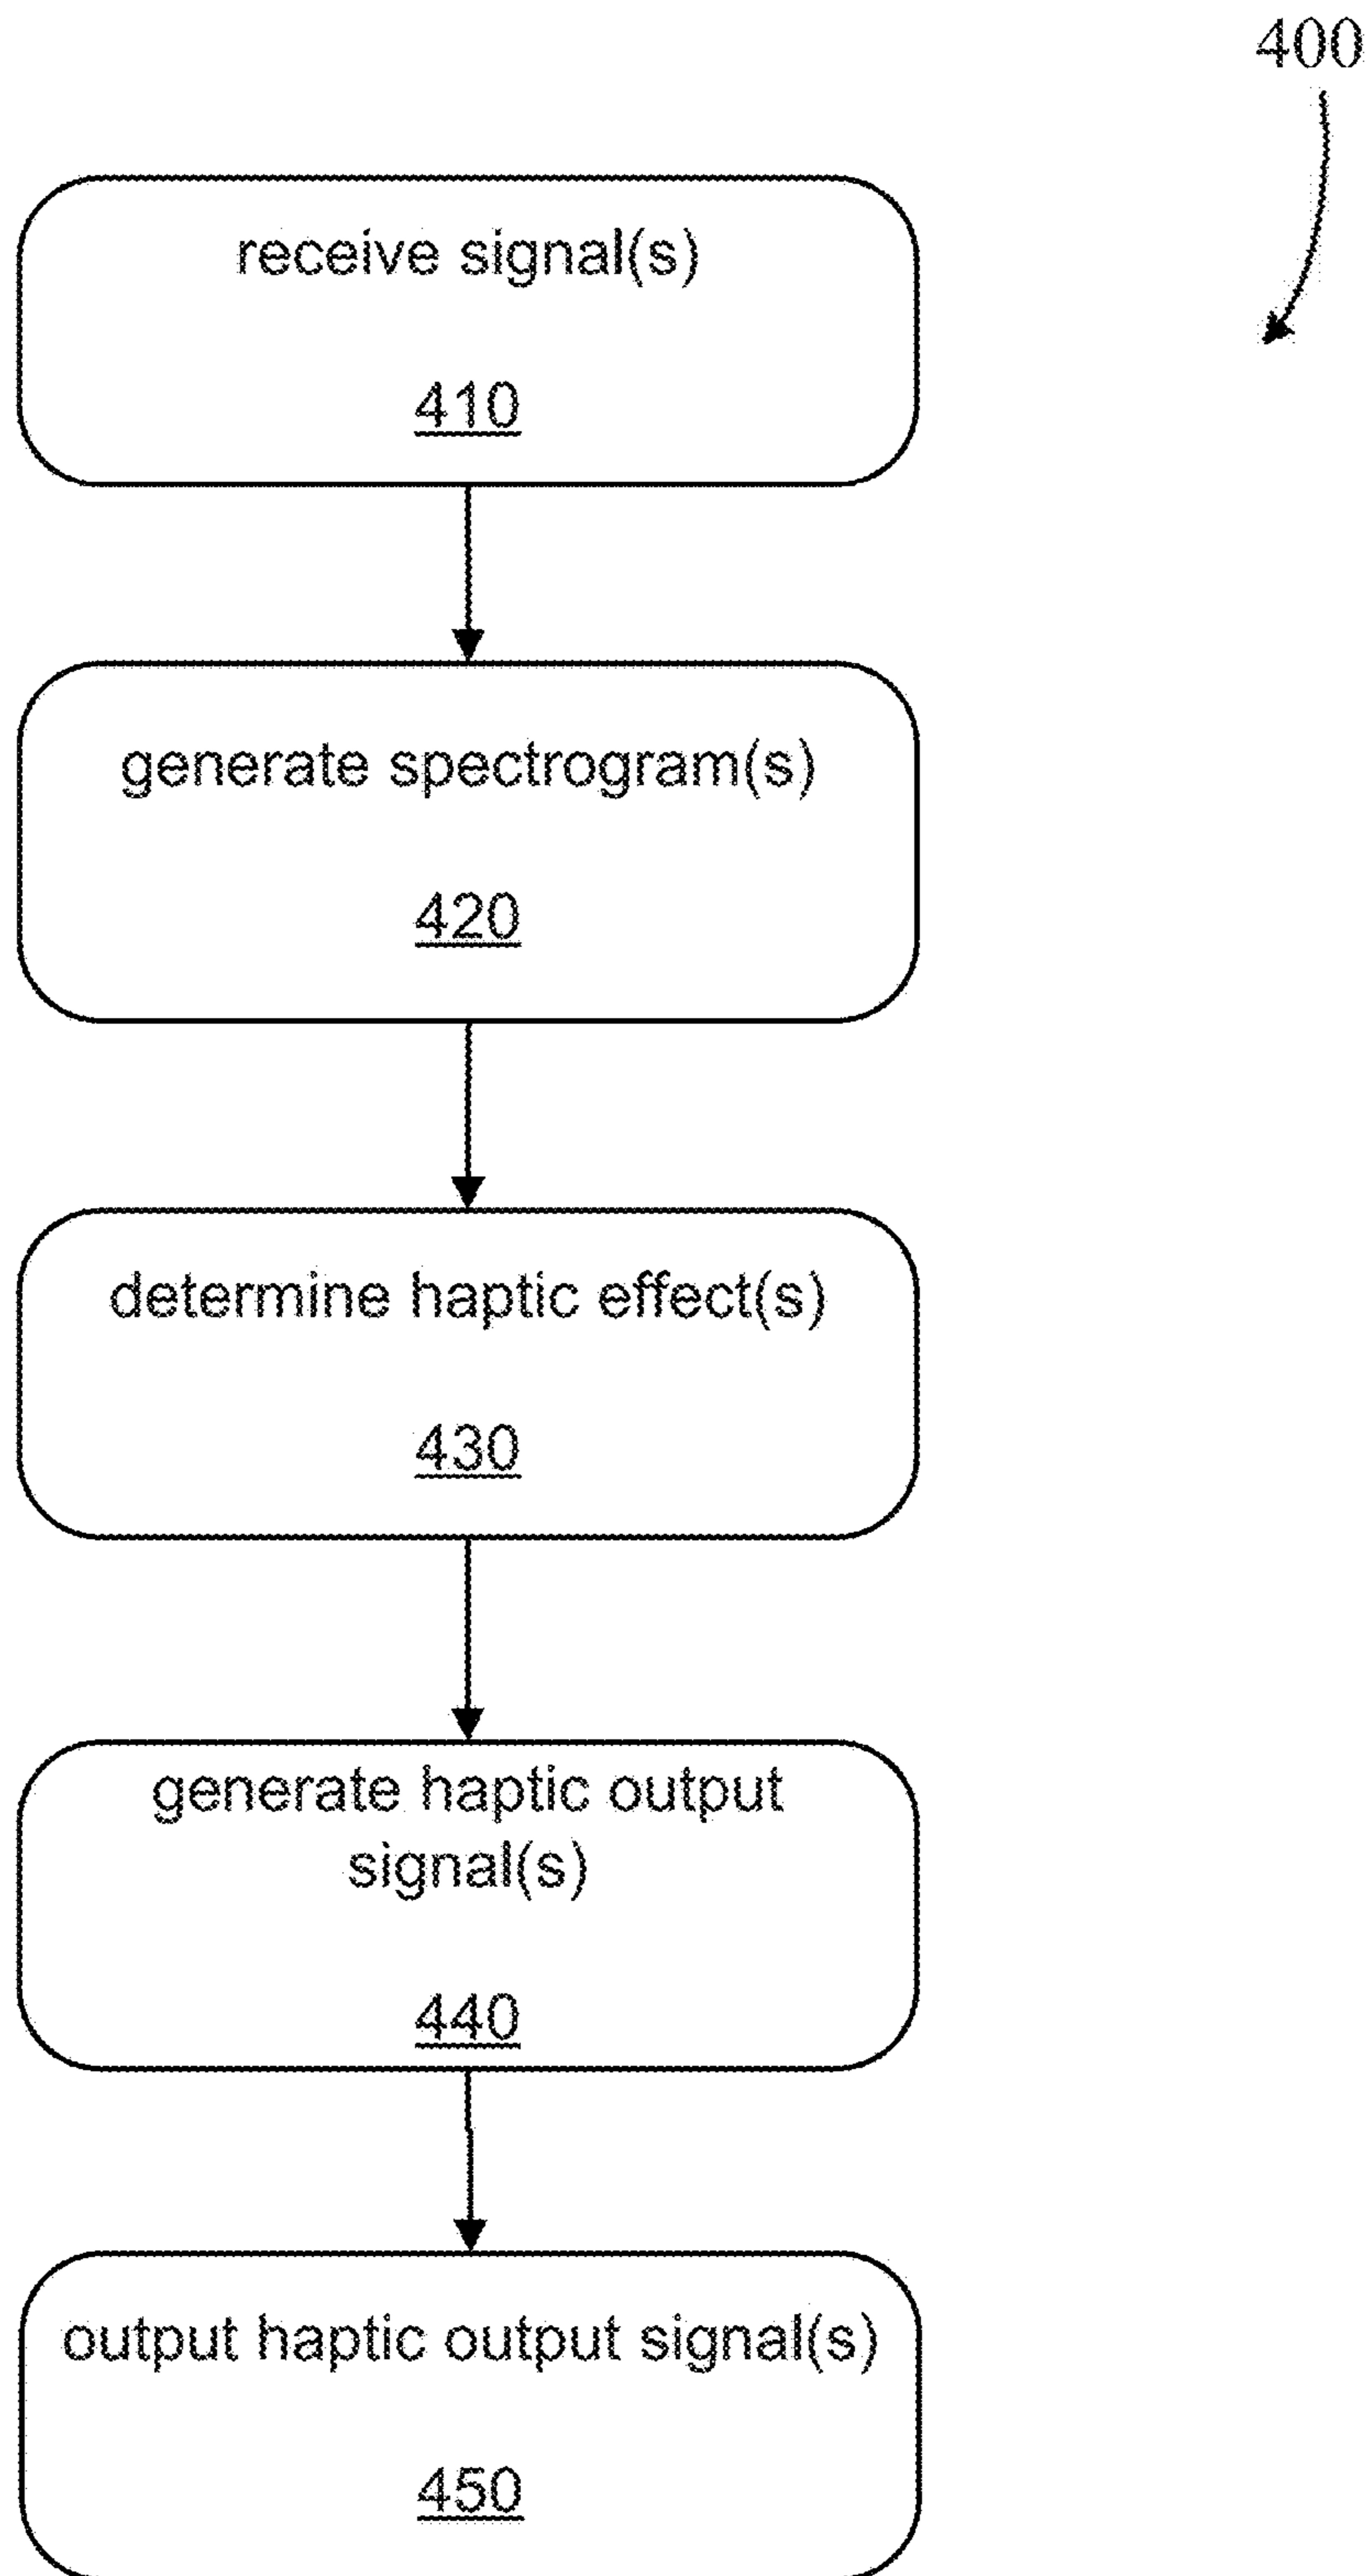 400
receive signal(s)
410
generate spectrogram(s)
420
determine haptic effect(s)
430
generate haptic output
signal(s)
440
output haptic output signal(s)
450